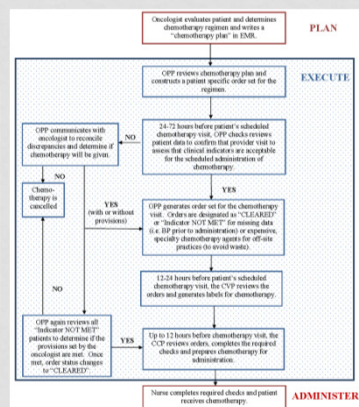 Oncologist evaluates patient and determines
chemotherapy regimen and writes a
"chemotherapy plan" in EMR.
PLAN
OPP reviews chemotherapy plan and
constructs a patient specific order set for the
regimen.
EXECUTE
24-72 hours before patient's scheduled
chemotherapy visit, OPP checks reviews
patient data to confirm that provider visit to
assess that clinical indicators are acceptable
for the scheduled administration of
chemotherapy.
NO
OPP communicates with
oncologist to reconcile
discrepancies and determine if
chemotherapy will be given.
NO
Chemo-
therapy is
cancelled
YES
(with or without
provisions)
YES
OPP generates order set for the chemotherapy
visit. Orders are designated as "CLEARED"
or "Indicator NOT MET" for missing data
(i.e. BP prior to administration) or expensive,
specialty chemotherapy agents for off-site
practices (to avoid waste).
12-24 hours before patient's scheduled
chemotherapy visit, the CVP reviews the
orders and generates labels for chemotherapy.
NO
OPP again reviews all
"Indicator NOT MET"
patients to determine if the
provisions set by the
oncologist are met. Once
met, order status changes
to "CLEARED".
YES
Up to 12 hours before chemotherapy visit, the
CCP reviews orders, completes the required
checks and prepares chemotherapy for
administration.
Nurse completes required checks and patient
receives chemotherapy.
ADMINISTER